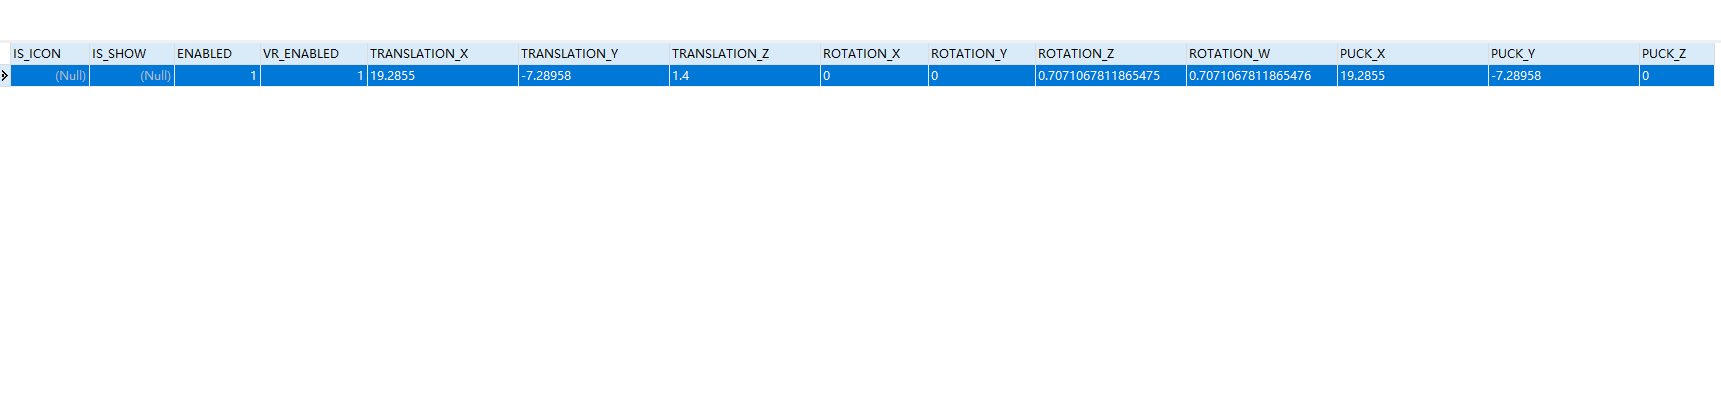 IS_ICON IS_SHOW ENABLED VR_ENABLED TRANSLATION_X TRANSLATION_Y TRANSLATION_Z ROTATION_X ROTATION_Y ROTATION_Z ROTATION_W PUCK_X PUCK_Y PUCK_Z
(Null) (Null) 1 1 19.2855 -7.28958 1.4 0 0 0.7071067811865475 0.7071067811865476 19.2855 -7.28958 0